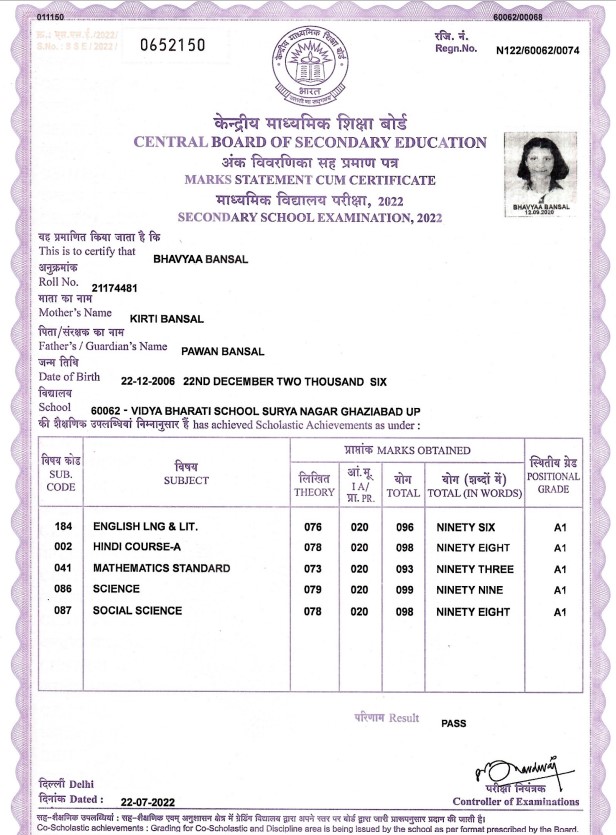 011150 60062/00068
क्र.: एस.एस.ई./2022/
S.No. : S S E / 2022 / 0652150
रजि. नं.
Regn.No. N122/60062/0074
केन्द्रीय माध्यमिक शिक्षा बोर्ड
भारत
केन्द्रीय माध्यमिक शिक्षा बोर्ड
CENTRAL BOARD OF SECONDARY EDUCATION
अंक विवरणिका सह प्रमाण पत्र
MARKS STATEMENT CUM CERTIFICATE
माध्यमिक विद्यालय परीक्षा, 2022
SECONDARY SCHOOL EXAMINATION, 2022
BHAVYAA BANSAL
12.09.2020
यह प्रमाणित किया जाता है कि
This is to certify that BHAVYAA BANSAL
अनुक्रमांक
Roll No. 21174481
माता का नाम
Mother's Name KIRTI BANSAL
पिता/संरक्षक का नाम
Father's / Guardian's Name PAWAN BANSAL
जन्म तिथि
Date of Birth 22-12-2006 22ND DECEMBER TWO THOUSAND SIX
विद्यालय
School 60062 - VIDYA BHARATI SCHOOL SURYA NAGAR GHAZIABAD UP
की शैक्षणिक उपलब्धियां निम्नानुसार हैं has achieved Scholastic Achievements as under :
विषय कोड
SUB.
CODE
विषय
SUBJECT
प्राप्तांक MARKS OBTAINED
लिखित
THEORY
आं.मू.
I A/
प्रा. PR.
योग
TOTAL
योग (शब्दों में)
TOTAL (IN WORDS)
स्थितीय ग्रेड
POSITIONAL
GRADE
184 ENGLISH LNG & LIT. 076 020 096 NINETY SIX A1
002 HINDI COURSE-A 078 020 098 NINETY EIGHT A1
041 MATHEMATICS STANDARD 073 020 093 NINETY THREE A1
086 SCIENCE 079 020 099 NINETY NINE A1
087 SOCIAL SCIENCE 078 020 098 NINETY EIGHT A1
परिणाम Result PASS
दिल्ली Delhi
दिनांक Dated : 22-07-2022
परीक्षा नियंत्रक
Controller of Examinations
सह-शैक्षणिक उपलब्धियां : सह-शैक्षणिक एवम् अनुशासन क्षेत्र में ग्रेडिंग विद्यालय द्वारा अपने स्तर पर बोर्ड द्वारा जारी प्रारूपनुसार प्रदान की जाती है।
Co-Scholastic achievements : Grading for Co-Scholastic and Discipline area is being issued by the school as per format prescribed by the Board.